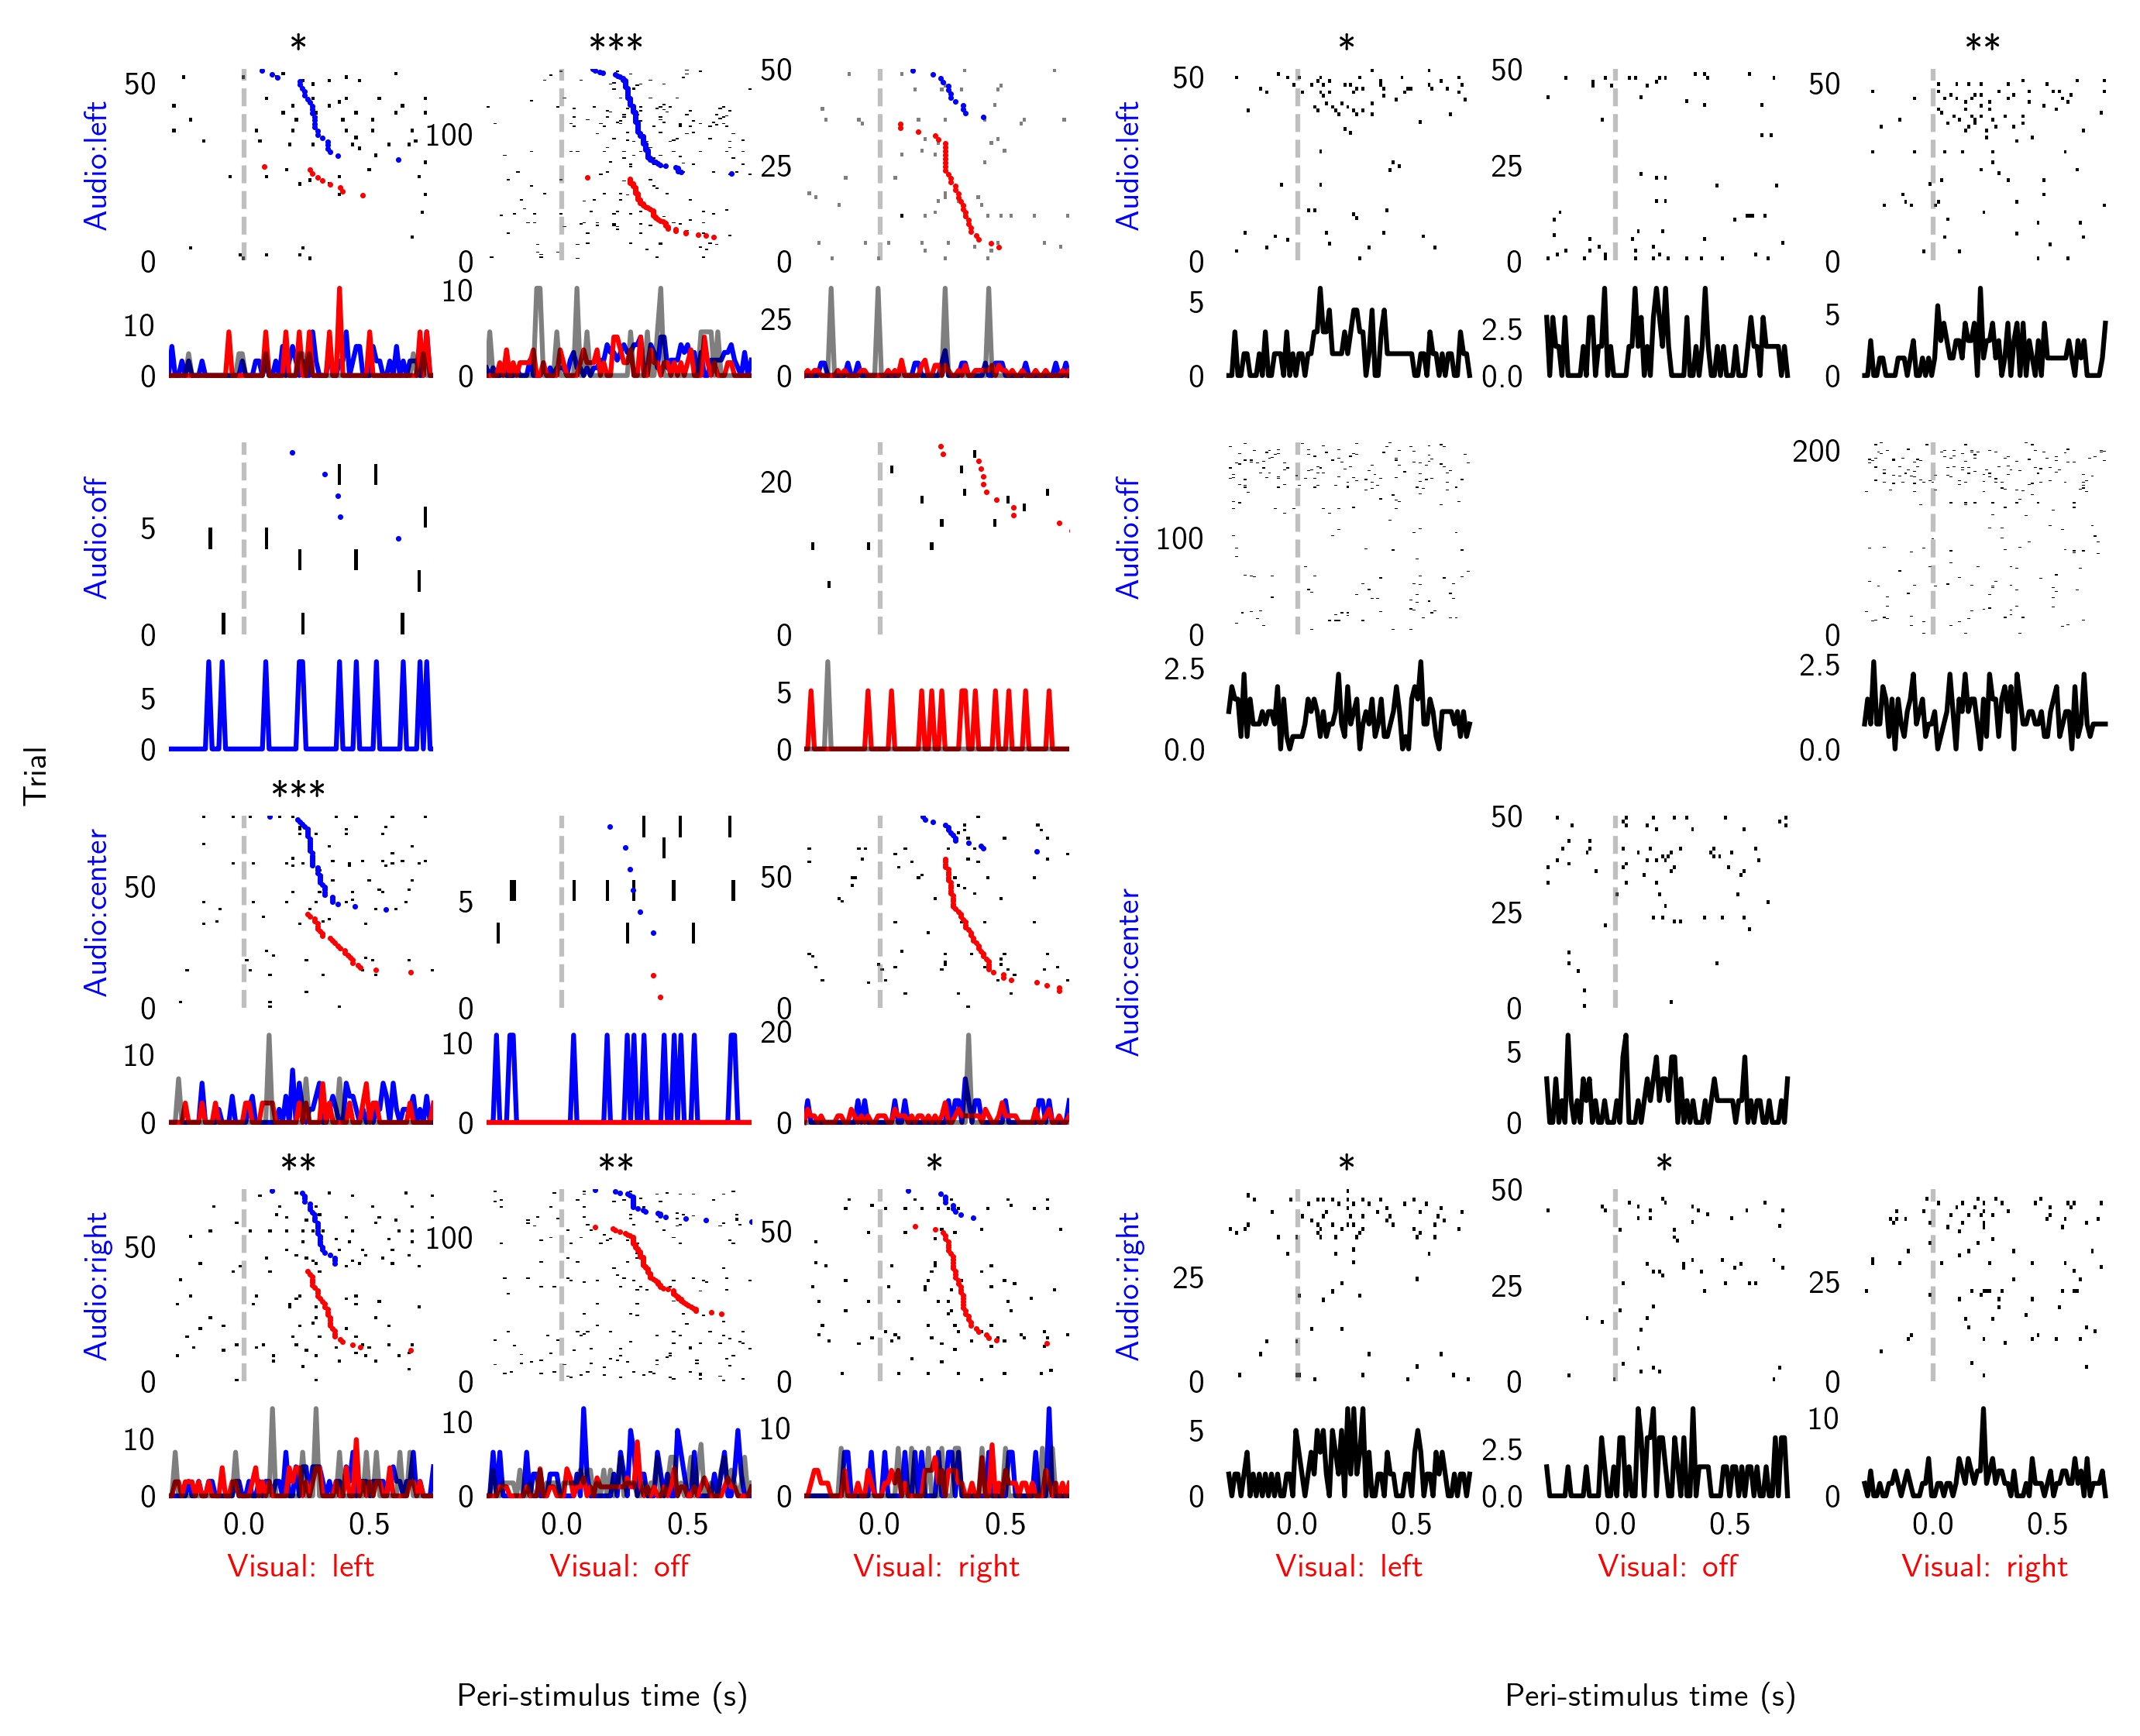 * *** * **
50 50 50 50 50
Audio:left 100 25 Audio:left 25
0 0 0 0 0 0
10 10 25 5 2.5 5
0 0 0 0 0.0 0
Audio:off 5 20 Audio:off 100 200
0 0 0 0
5 5 2.5 2.5
0 0 0.0 0.0
Trial
***
Audio:center 50 5 50 Audio:center 50 25
0 0 0 0
10 10 20 5
0 0 0 0
** ** * * *
Audio:right 50 100 50 Audio:right 25 50 25 25
0 0 0 0 0 0
10 10 10 5 2.5 10
0 0 0 0 0.0 0
0.0 0.5 0.0 0.5 0.0 0.5 0.0 0.5 0.0 0.5 0.0 0.5
Visual: left Visual: off Visual: right Visual: left Visual: off Visual: right
Peri-stimulus time (s) Peri-stimulus time (s)